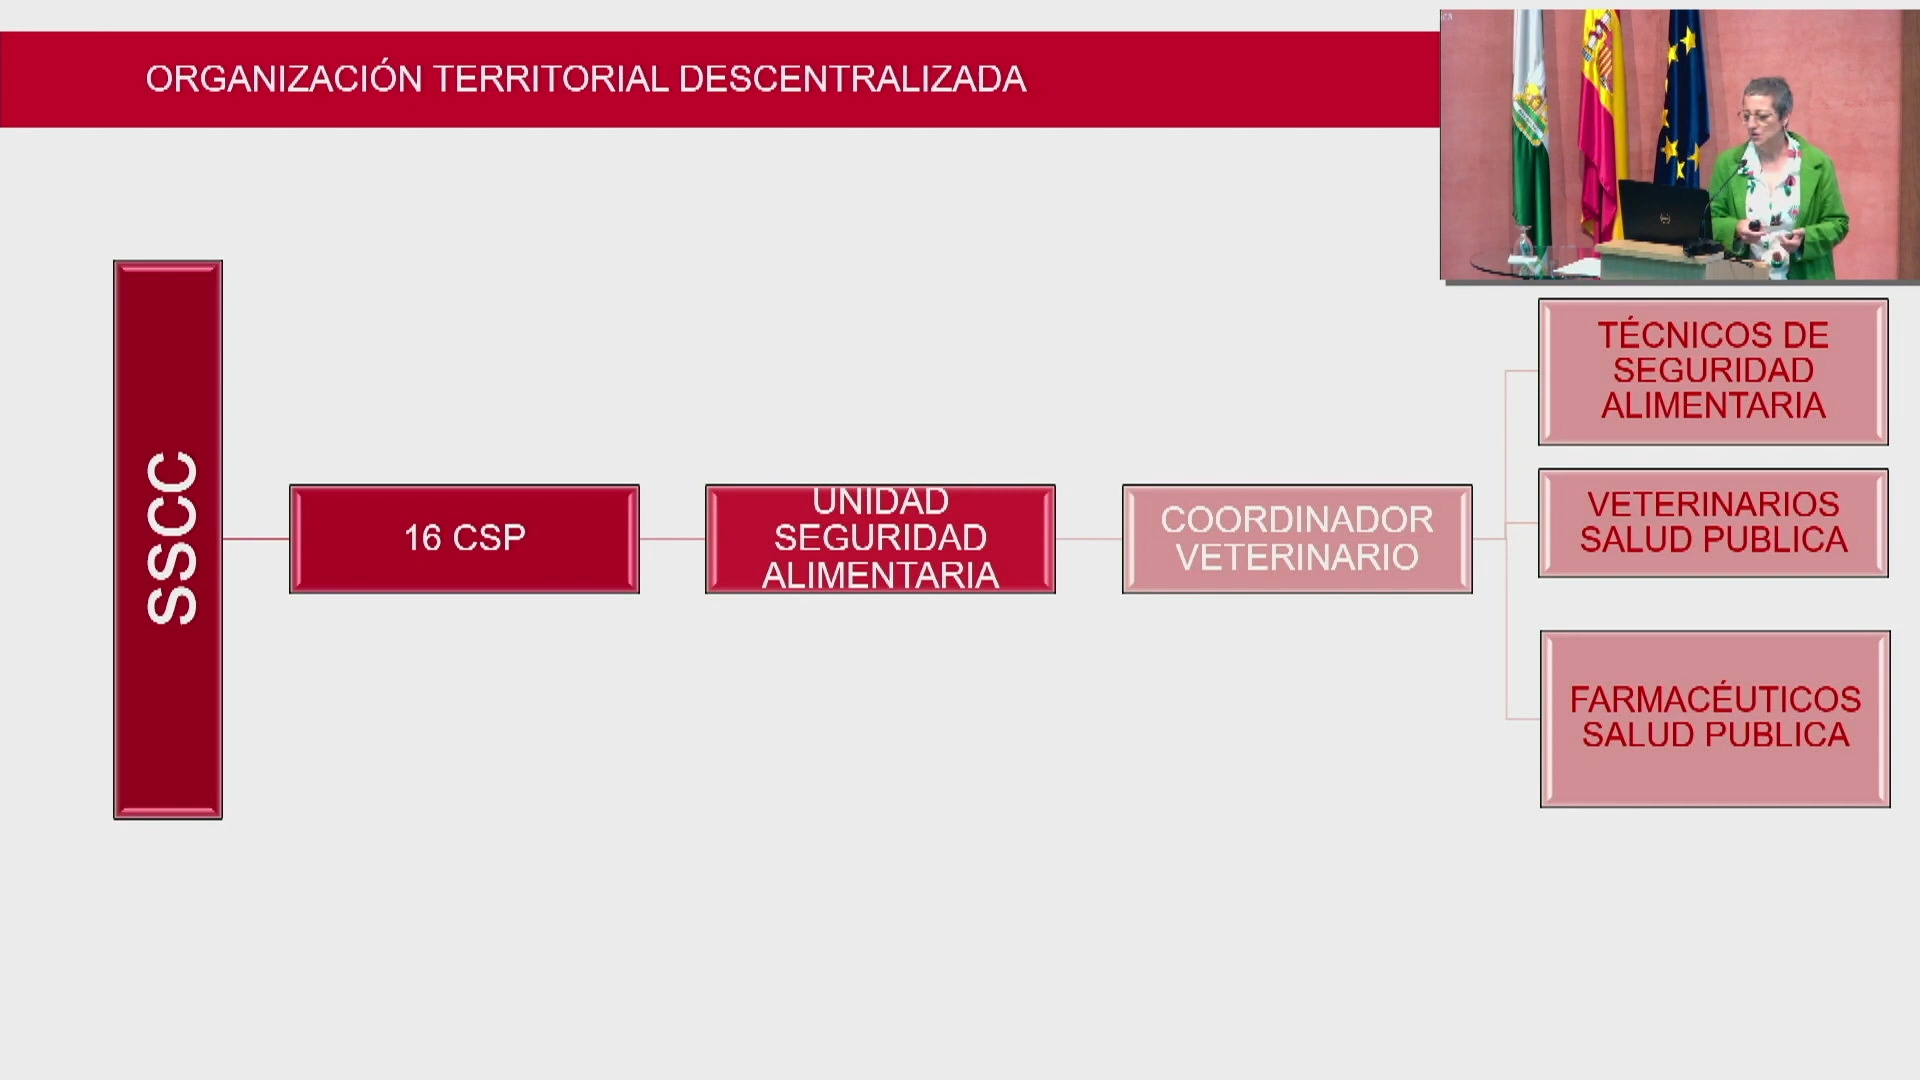 ORGANIZACIÓN TERRITORIAL DESCENTRALIZADA
SSCC
16 CSP
UNIDAD
SEGURIDAD
ALIMENTARIA
COORDINADOR
VETERINARIO
TÉCNICOS DE
SEGURIDAD
ALIMENTARIA
VETERINARIOS
SALUD PUBLICA
FARMACÉUTICOS
SALUD PUBLICA